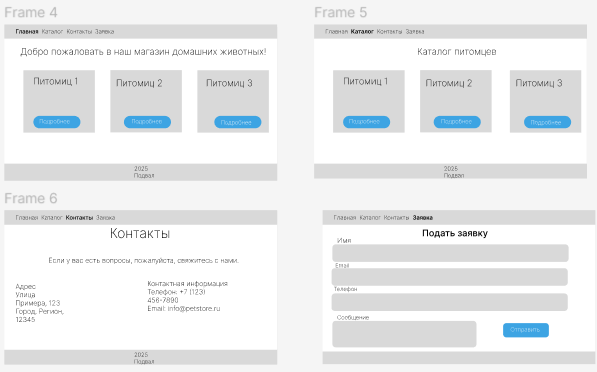 Frame 4
Главная Каталог Контакты Заявка
Добро пожаловать в наш магазин домашних животных!
Питомиц 1
Питомиц 2
Питомиц 3
Подробнее
Подробнее
Подробнее
2025
Подвал
Frame 5
Главная Каталог Контакты Заявка
Каталог питомцев
Питомиц 1
Питомиц 2
Питомиц 3
Подробнее
Подробнее
Подробнее
2025
Подвал
Frame 6
Главная Каталог Контакты Заявка
Контакты
Если у вас есть вопросы, пожалуйста, свяжитесь с нами.
Адрес
Улица
Примера, 123
Город, Регион,
12345
Контактная информация
Телефон: +7 (123)
456-7890
Email: info@petstore.ru
2025
Подвал
Главная Каталог Контакты Заявка
Подать заявку
Имя
Email
Телефон
Сообщение
Отправить